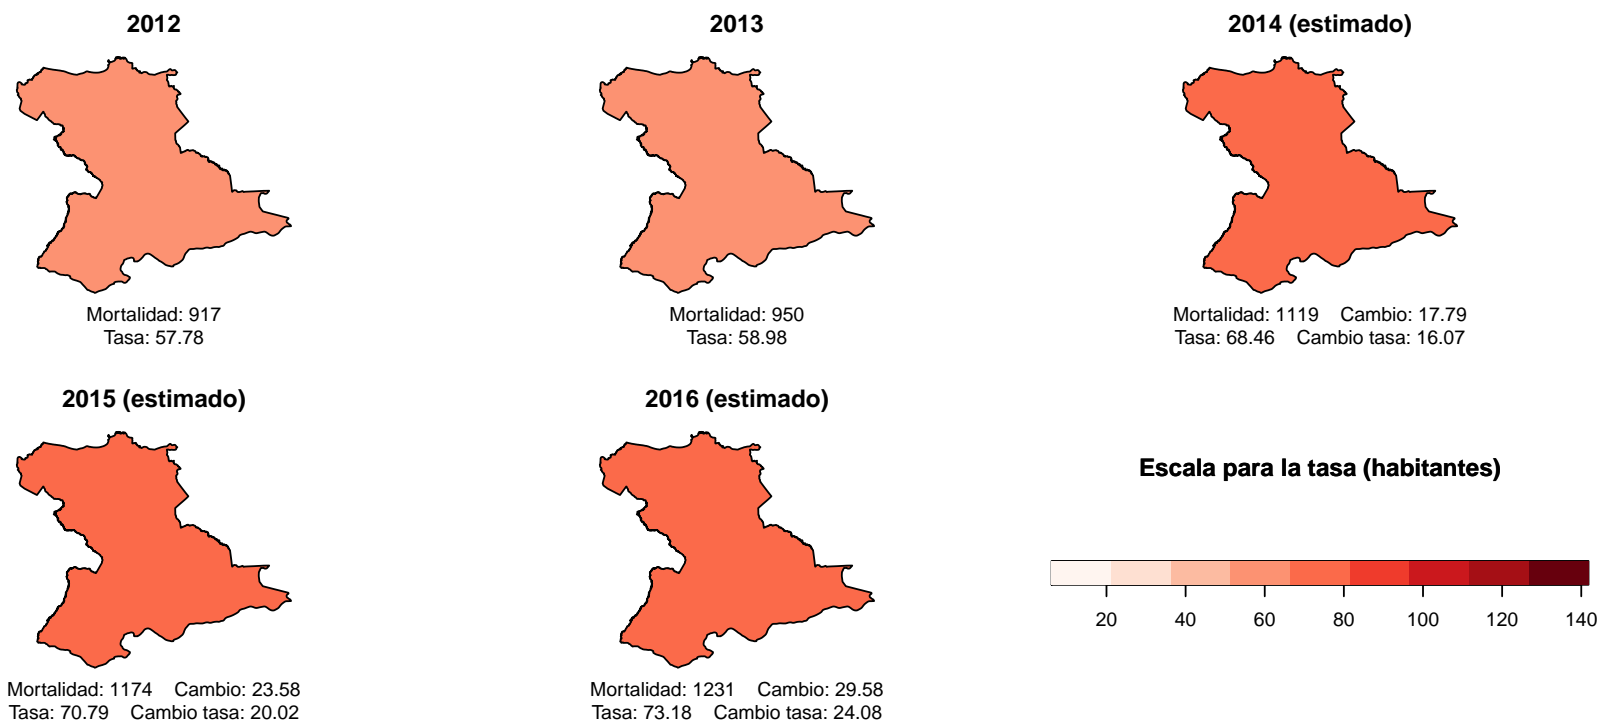 2012
Mortalidad: 917
Tasa: 57.78
2013
Mortalidad: 950
Tasa: 58.98
2014 (estimado)
Mortalidad: 1119 Cambio: 17.79
Tasa: 68.46 Cambio tasa: 16.07
2015 (estimado)
Mortalidad: 1174 Cambio: 23.58
Tasa: 70.79 Cambio tasa: 20.02
2016 (estimado)
Mortalidad: 1231 Cambio: 29.58
Tasa: 73.18 Cambio tasa: 24.08
Escala para la tasa (habitantes)
20 40 60 80 100 120 140